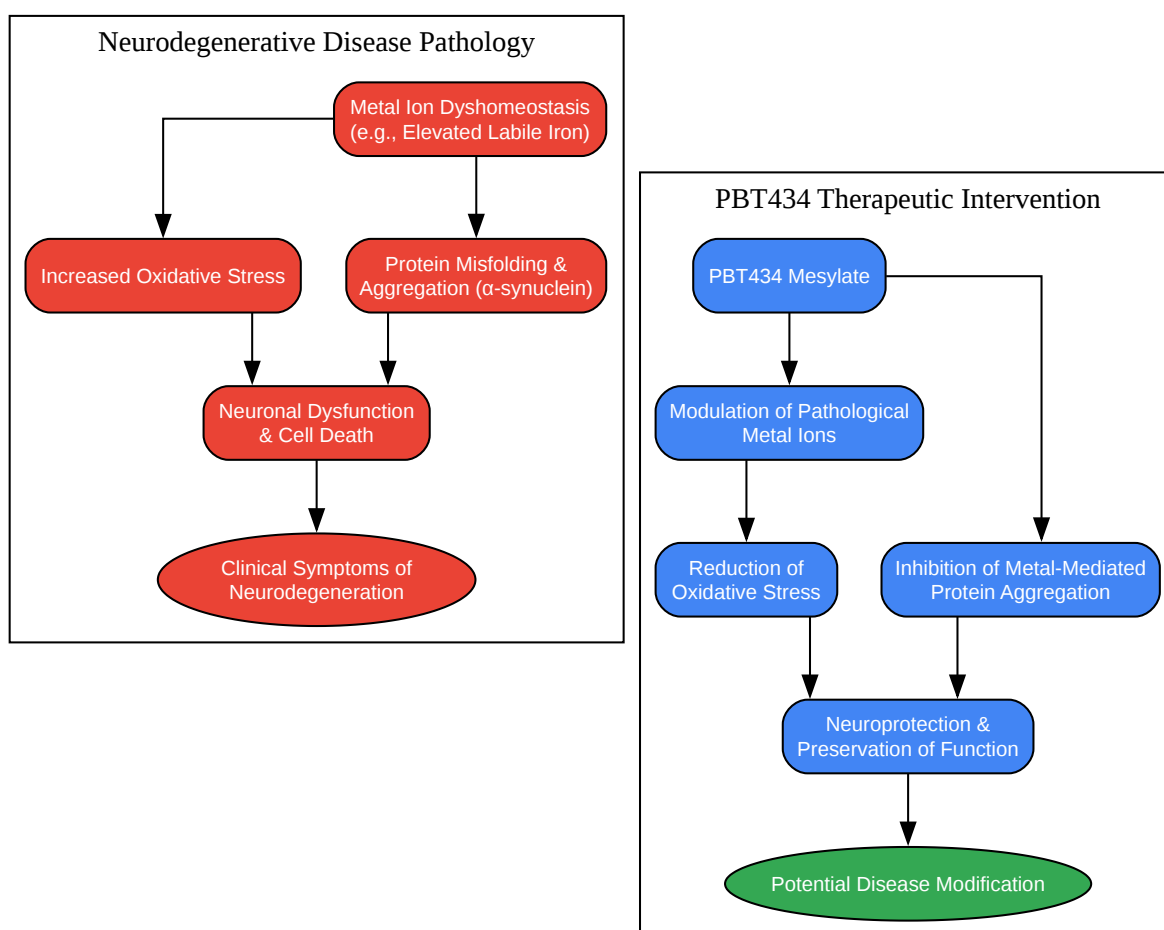 Neurodegenerative Disease Pathology
Metal Ion Dyshomeostasis
(e.g., Elevated Labile Iron)
Increased Oxidative Stress
Protein Misfolding &
Aggregation (α-synuclein)
Neuronal Dysfunction
& Cell Death
Clinical Symptoms of
Neurodegeneration
PBT434 Therapeutic Intervention
PBT434 Mesylate
Modulation of Pathological
Metal Ions
Reduction of
Oxidative Stress
Inhibition of Metal-Mediated
Protein Aggregation
Neuroprotection &
Preservation of Function
Potential Disease Modification